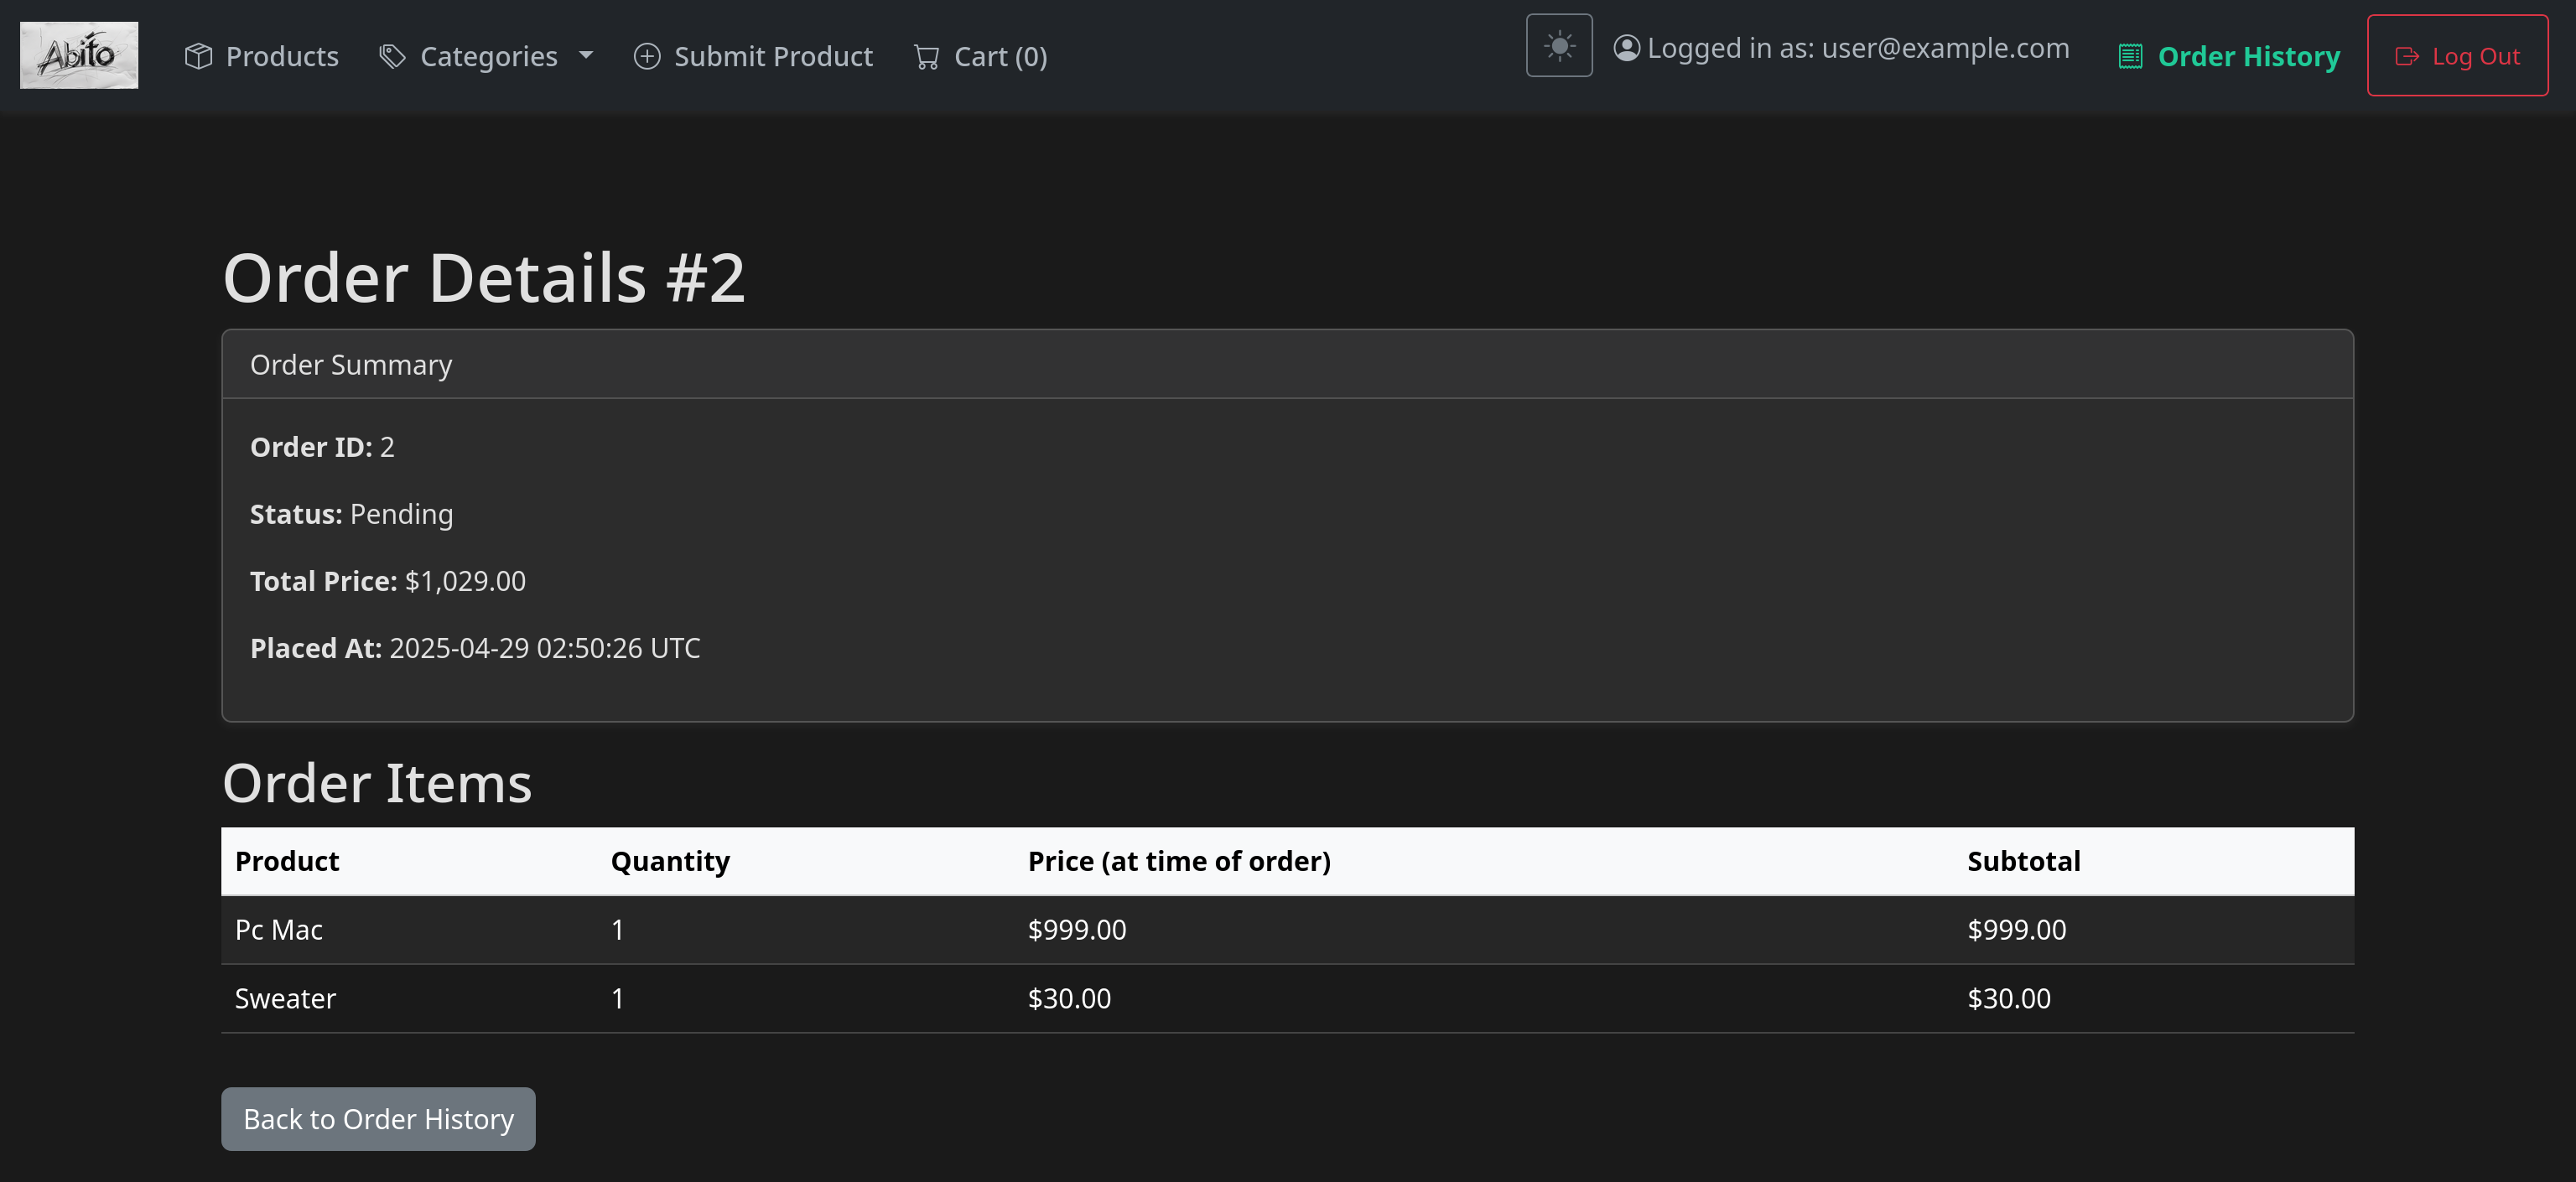 Abito
Products Categories Submit Product Cart (0) Logged in as: user@example.com Order History Log Out
Order Details #2
Order Summary
Order ID: 2
Status: Pending
Total Price: $1,029.00
Placed At: 2025-04-29 02:50:26 UTC
Order Items
Product Quantity Price (at time of order) Subtotal
Pc Mac 1 $999.00 $999.00
Sweater 1 $30.00 $30.00
Back to Order History